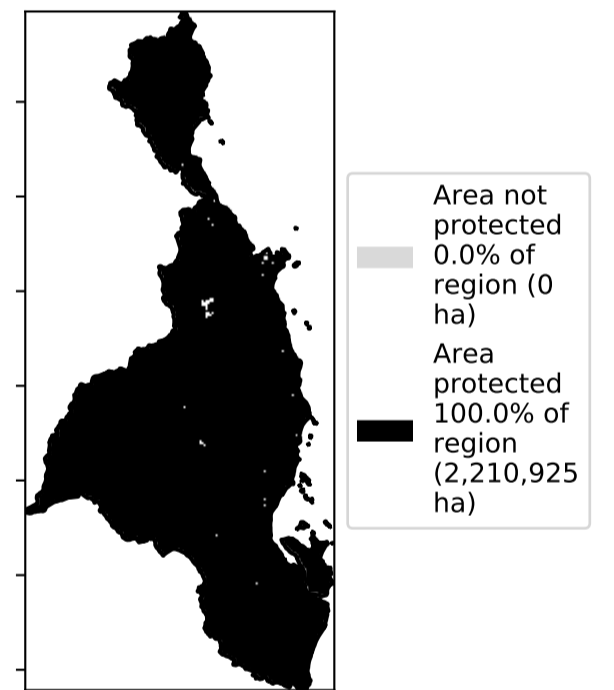 Area not
protected
0.0% of
region (0
ha)
Area
protected
100.0% of
region
(2,210,925
ha)